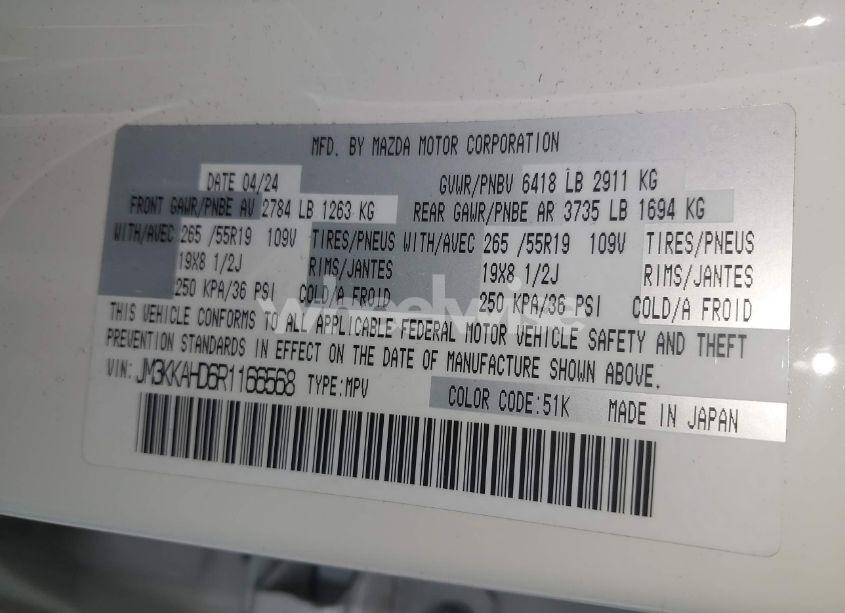 MFD. BY MAZDA MOTOR CORPORATION
DATE 04/24 GVWR/PNBV 6418 LB 2911 KG
FRONT GAWR/PNBE AV 2784 LB 1263 KG REAR GAWR/PNBE AR 3735 LB 1694 KG
WITH/AVEC 265 /55R19 109V TIRES/PNEUS WITH/AVEC 265 /55R19 109V TIRES/PNEUS
19X8 1/2J RIMS/JANTES 19X8 1/2J RIMS/JANTES
250 KPA/36 PSI COLD/A FROID 250 KPA/36 PSI COLD/A FROID
wheelwise
THIS VEHICLE CONFORMS TO ALL APPLICABLE FEDERAL MOTOR VEHICLE SAFETY AND THEFT
PREVENTION STANDARDS IN EFFECT ON THE DATE OF MANUFACTURE SHOWN ABOVE.
VIN: JM3KKAHD6R1166568 TYPE:MPV COLOR CODE:51K MADE IN JAPAN